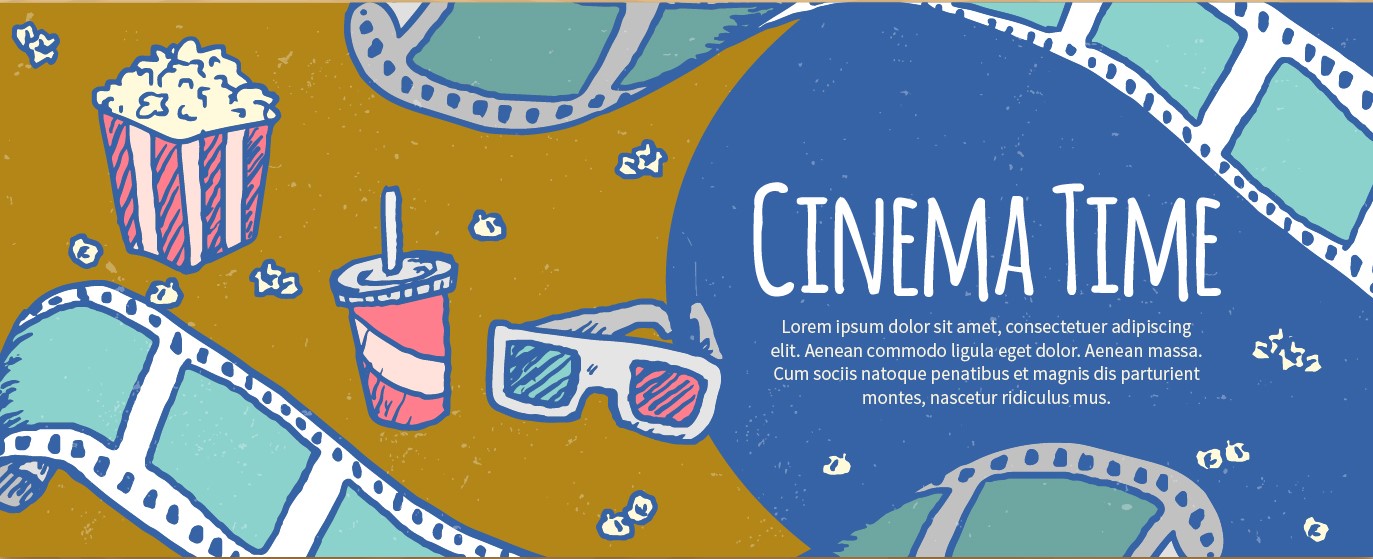 Cinema Time
Lorem ipsum dolor sit amet, consectetuer adipiscing
elit. Aenean commodo ligula eget dolor. Aenean massa.
Cum sociis natoque penatibus et magnis dis parturient
montes, nascetur ridiculus mus.